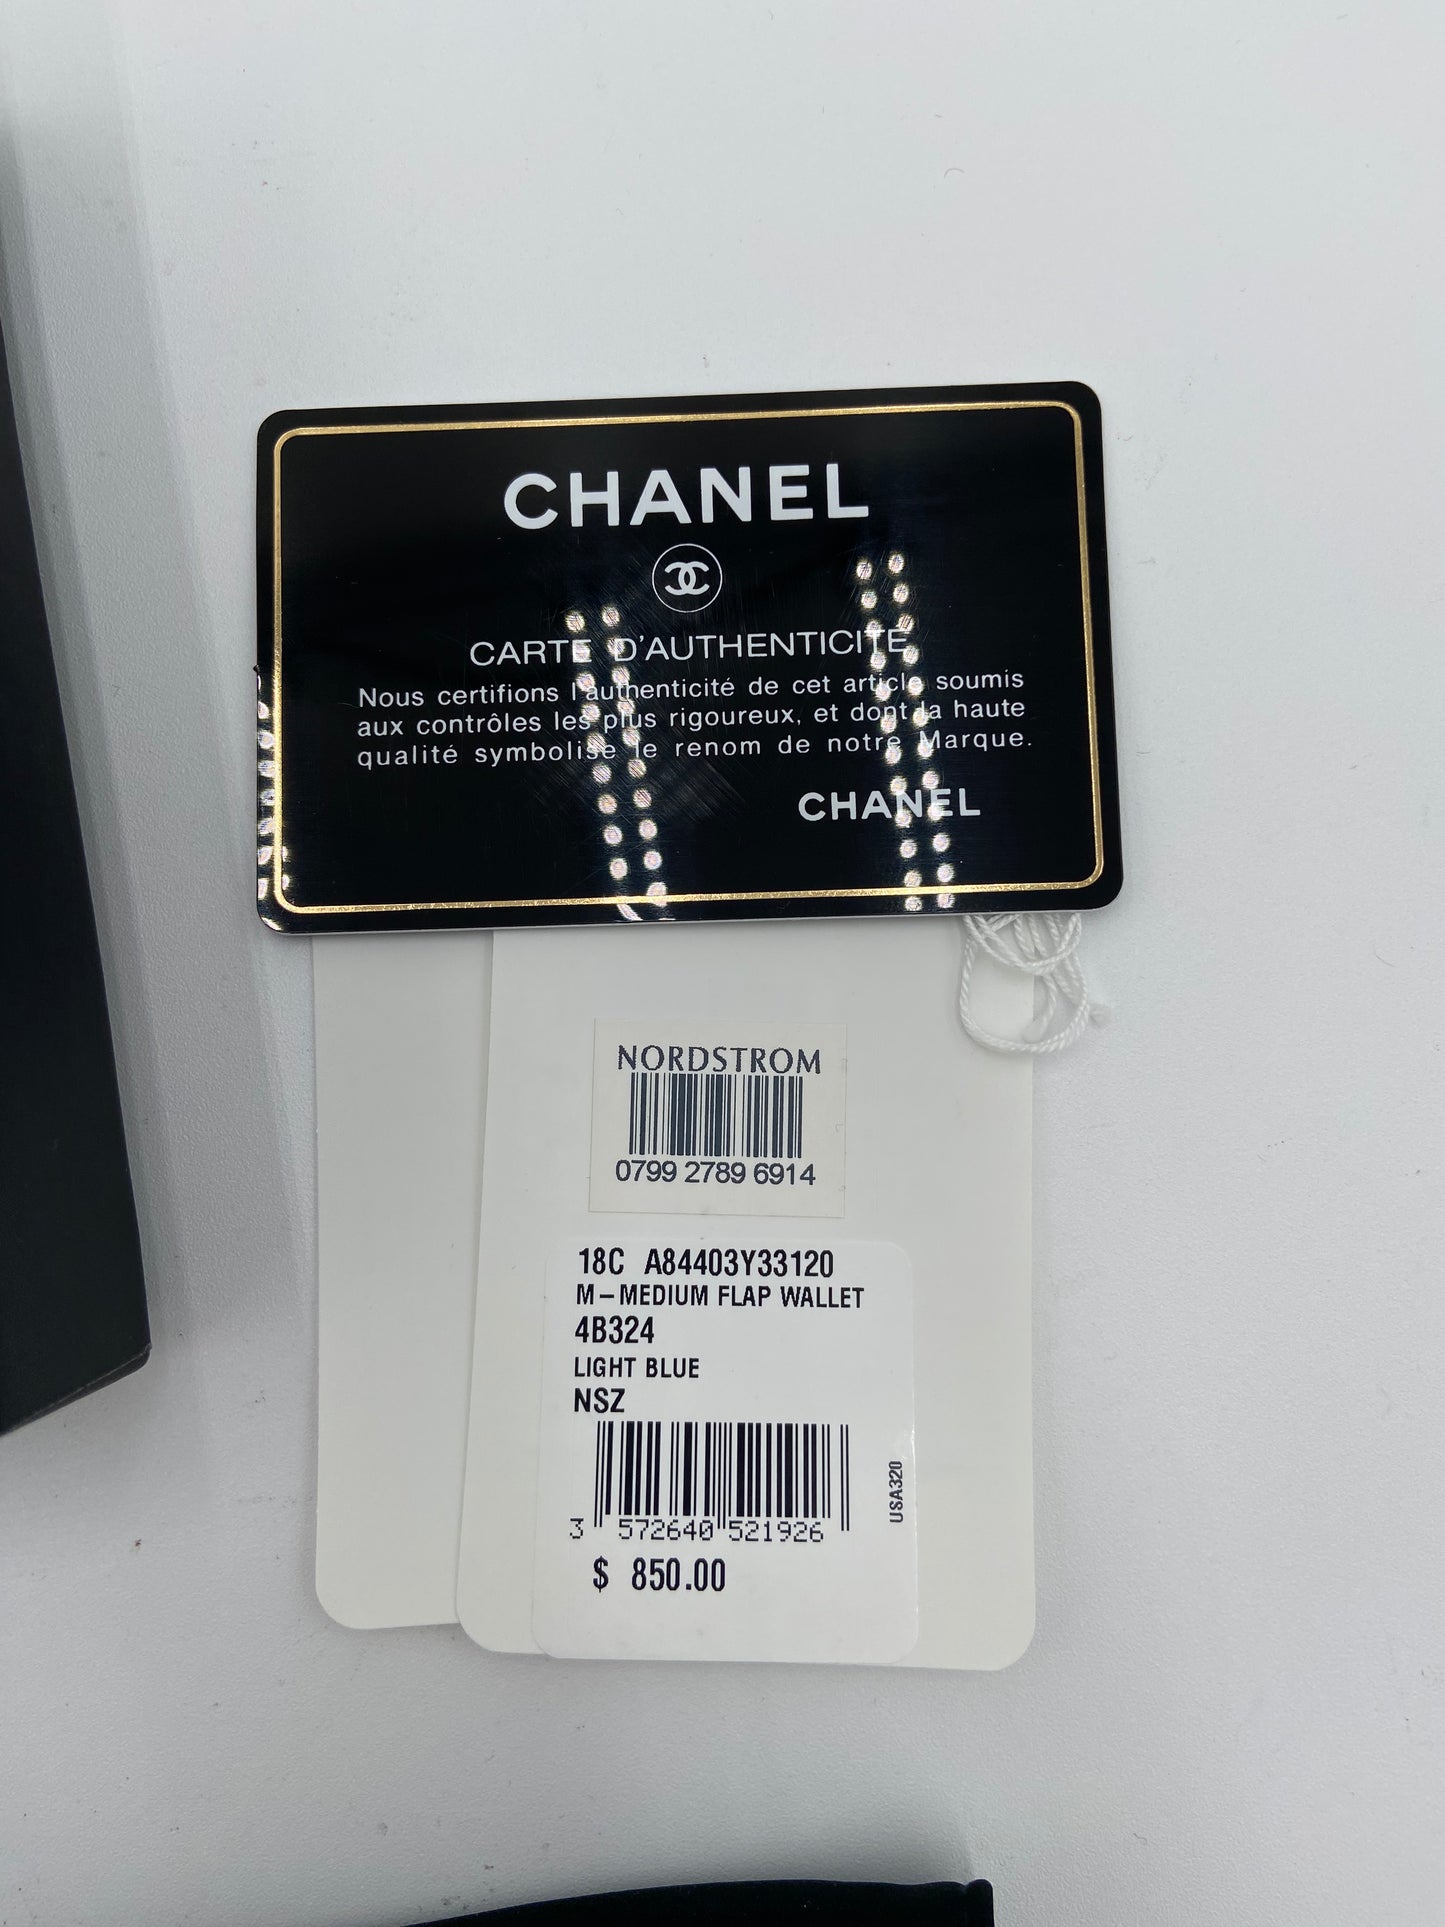 CHANEL
CARTE D'AUTHENTICITÉ
Nous certifions l'authenticité de cet article soumis
aux contrôles les plus rigoureux, et dont la haute
qualité symbolise le renom de notre Marque.
CHANEL
NORDSTROM
0799 2789 6914
18C A84403Y33120
M-MEDIUM FLAP WALLET
4B324
LIGHT BLUE
NSZ
USA320
3 572640 521926
$ 850.00